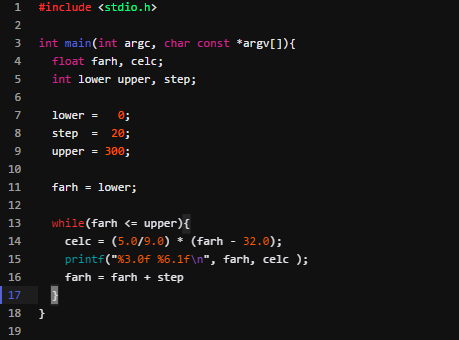 1 #include <stdio.h>
2
3 int main(int argc, char const *argv[]){
4   float farh, celc;
5   int lower upper, step;
6
7   lower =   0;
8   step  =  20;
9   upper = 300;
10
11   farh = lower;
12
13   while(farh <= upper){
14     celc = (5.0/9.0) * (farh - 32.0);
15     printf("%3.0f %6.1f\n", farh, celc );
16     farh = farh + step
17   }
18 }
19